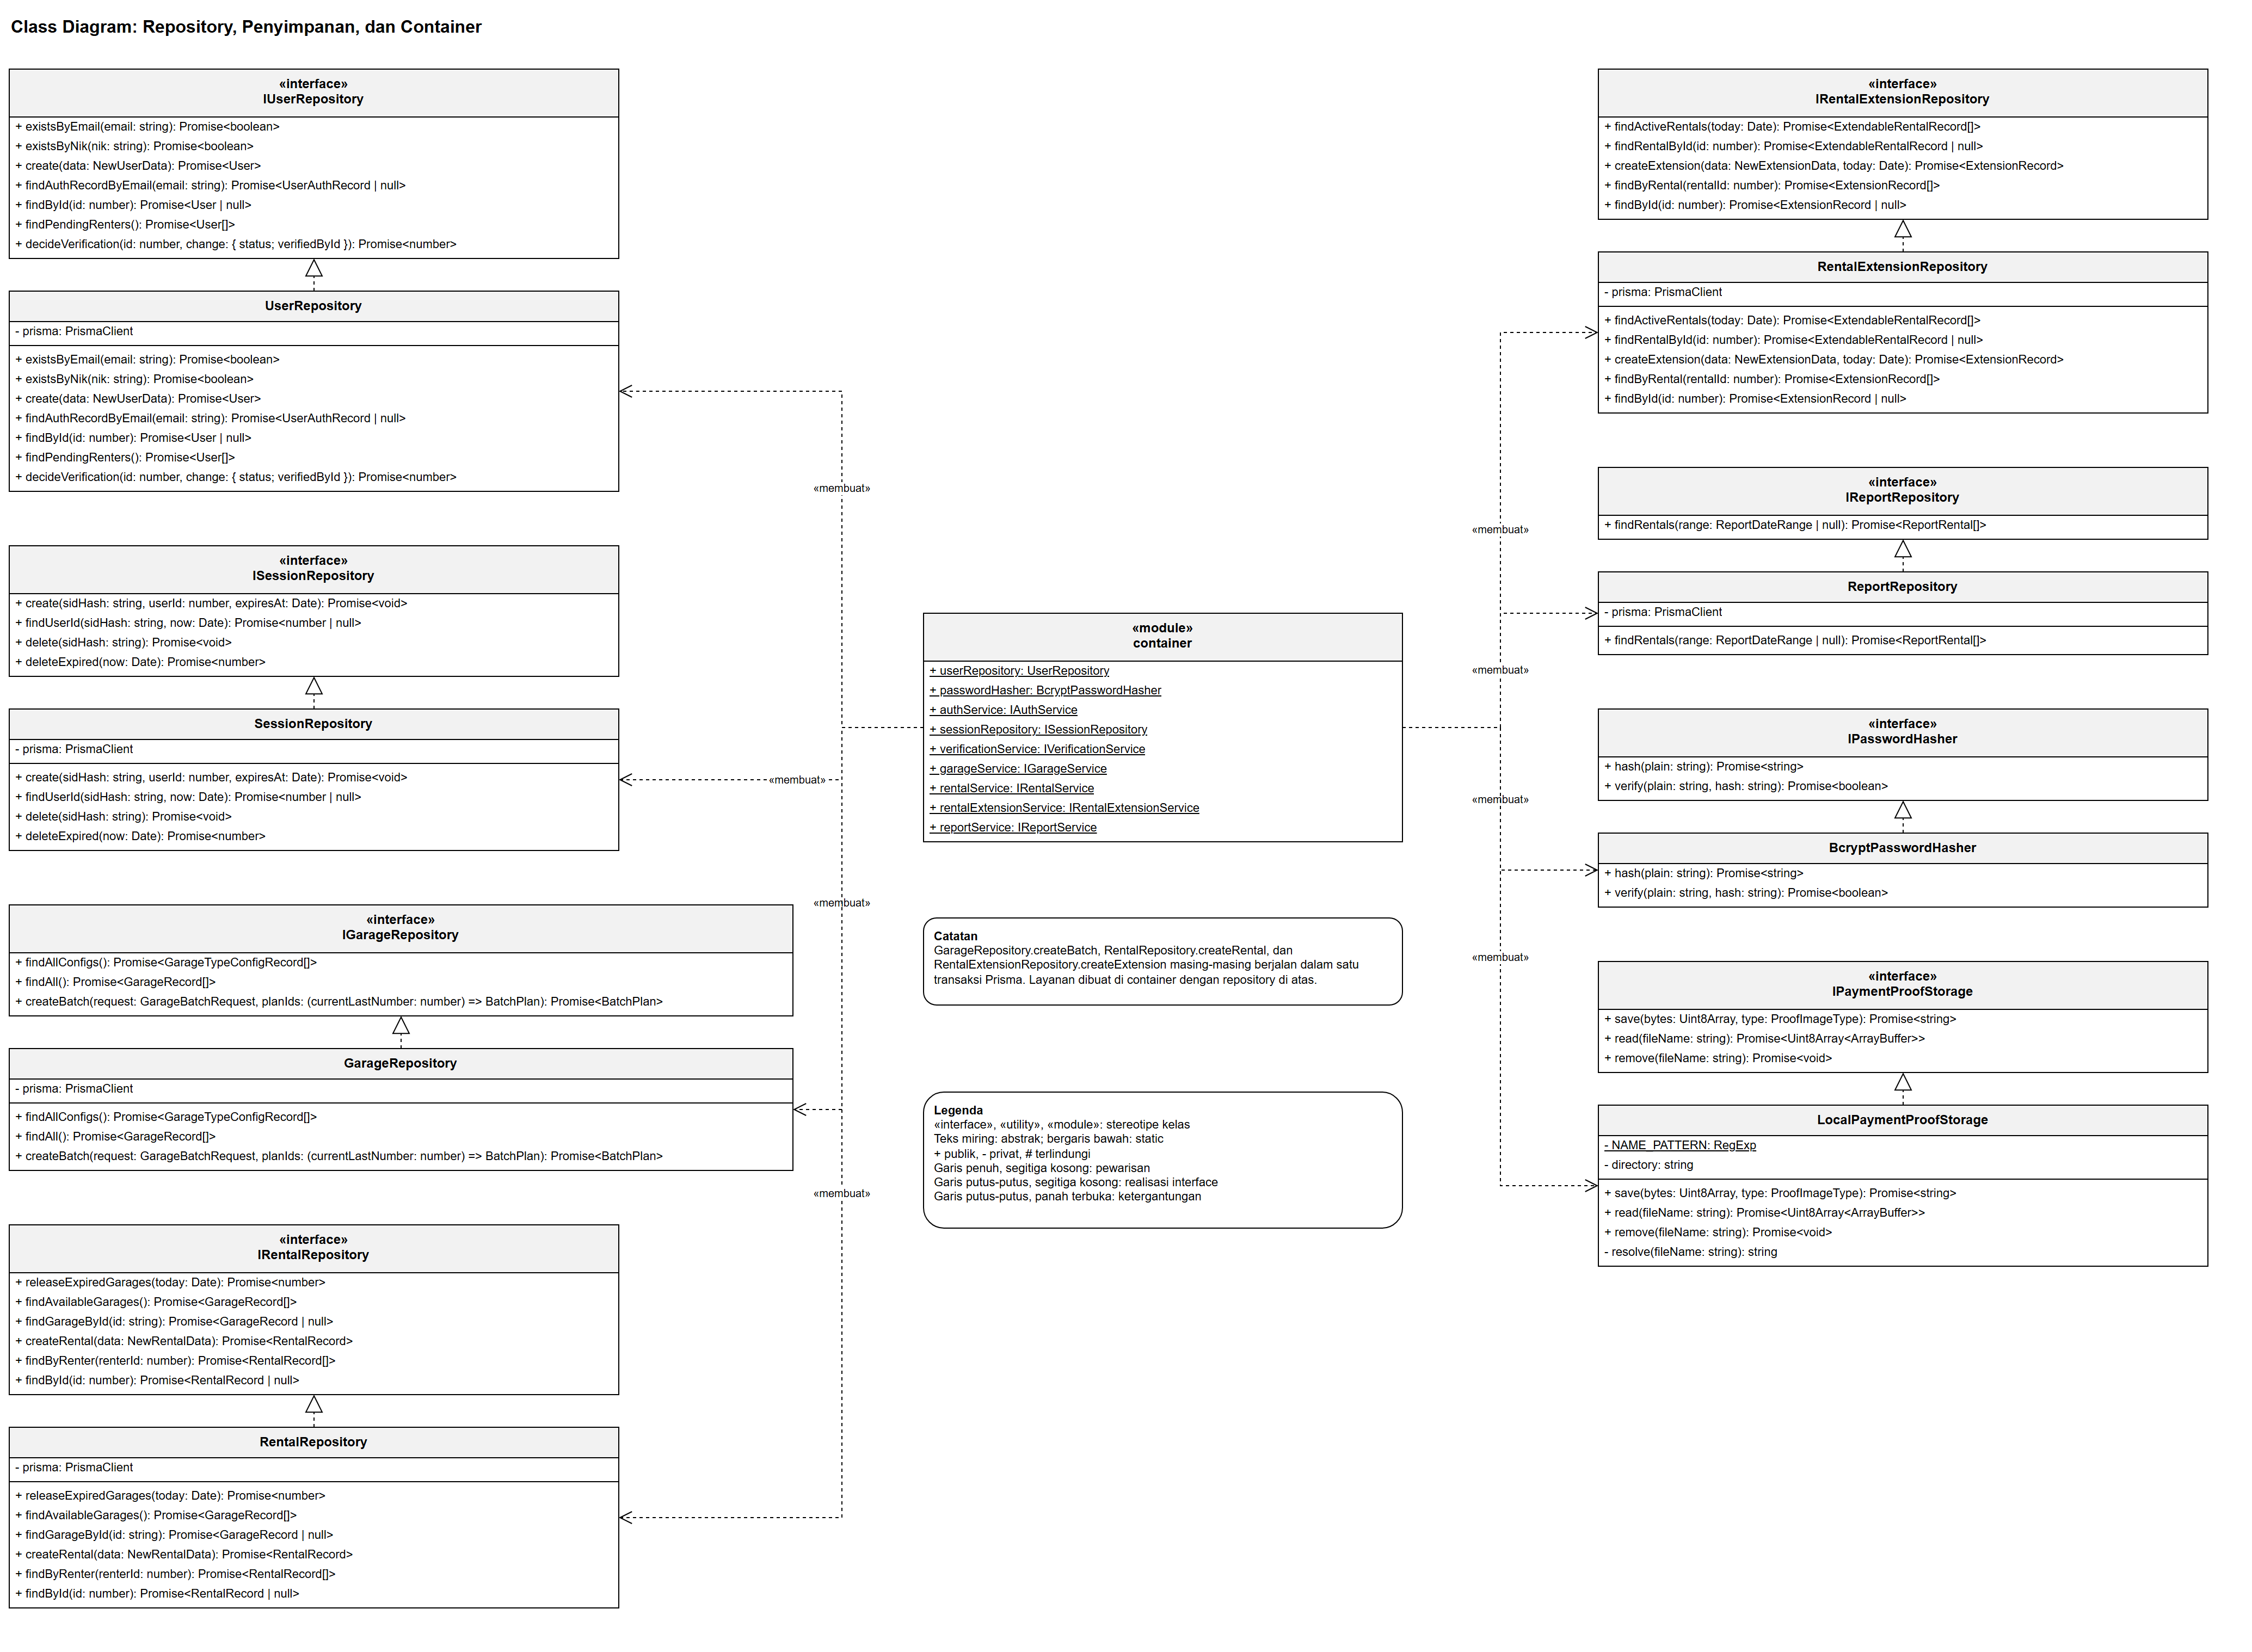 Class Diagram: Repository, Penyimpanan, dan Container
«interface»
IUserRepository
+ existsByEmail(email: string): Promise<boolean>
+ existsByNik(nik: string): Promise<boolean>
+ create(data: NewUserData): Promise<User>
+ findAuthRecordByEmail(email: string): Promise<UserAuthRecord | null>
+ findById(id: number): Promise<User | null>
+ findPendingRenters(): Promise<User[]>
+ decideVerification(id: number, change: { status; verifiedById }): Promise<number>
UserRepository
- prisma: PrismaClient
+ existsByEmail(email: string): Promise<boolean>
+ existsByNik(nik: string): Promise<boolean>
+ create(data: NewUserData): Promise<User>
+ findAuthRecordByEmail(email: string): Promise<UserAuthRecord | null>
+ findById(id: number): Promise<User | null>
+ findPendingRenters(): Promise<User[]>
+ decideVerification(id: number, change: { status; verifiedById }): Promise<number>
«interface»
ISessionRepository
+ create(sidHash: string, userId: number, expiresAt: Date): Promise<void>
+ findUserId(sidHash: string, now: Date): Promise<number | null>
+ delete(sidHash: string): Promise<void>
+ deleteExpired(now: Date): Promise<number>
SessionRepository
- prisma: PrismaClient
+ create(sidHash: string, userId: number, expiresAt: Date): Promise<void>
+ findUserId(sidHash: string, now: Date): Promise<number | null>
+ delete(sidHash: string): Promise<void>
+ deleteExpired(now: Date): Promise<number>
«interface»
IGarageRepository
+ findAllConfigs(): Promise<GarageTypeConfigRecord[]>
+ findAll(): Promise<GarageRecord[]>
+ createBatch(request: GarageBatchRequest, planIds: (currentLastNumber: number) => BatchPlan): Promise<BatchPlan>
GarageRepository
- prisma: PrismaClient
+ findAllConfigs(): Promise<GarageTypeConfigRecord[]>
+ findAll(): Promise<GarageRecord[]>
+ createBatch(request: GarageBatchRequest, planIds: (currentLastNumber: number) => BatchPlan): Promise<BatchPlan>
«interface»
IRentalRepository
+ releaseExpiredGarages(today: Date): Promise<number>
+ findAvailableGarages(): Promise<GarageRecord[]>
+ findGarageById(id: string): Promise<GarageRecord | null>
+ createRental(data: NewRentalData): Promise<RentalRecord>
+ findByRenter(renterId: number): Promise<RentalRecord[]>
+ findById(id: number): Promise<RentalRecord | null>
RentalRepository
- prisma: PrismaClient
+ releaseExpiredGarages(today: Date): Promise<number>
+ findAvailableGarages(): Promise<GarageRecord[]>
+ findGarageById(id: string): Promise<GarageRecord | null>
+ createRental(data: NewRentalData): Promise<RentalRecord>
+ findByRenter(renterId: number): Promise<RentalRecord[]>
+ findById(id: number): Promise<RentalRecord | null>
«membuat»
«membuat»
«membuat»
«membuat»
«module»
container
+ userRepository: UserRepository
+ passwordHasher: BcryptPasswordHasher
+ authService: IAuthService
+ sessionRepository: ISessionRepository
+ verificationService: IVerificationService
+ garageService: IGarageService
+ rentalService: IRentalService
+ rentalExtensionService: IRentalExtensionService
+ reportService: IReportService
Catatan
GarageRepository.createBatch, RentalRepository.createRental, dan
RentalExtensionRepository.createExtension masing-masing berjalan dalam satu
transaksi Prisma. Layanan dibuat di container dengan repository di atas.
Legenda
«interface», «utility», «module»: stereotipe kelas
Teks miring: abstrak; bergaris bawah: static
+ publik, - privat, # terlindungi
Garis penuh, segitiga kosong: pewarisan
Garis putus-putus, segitiga kosong: realisasi interface
Garis putus-putus, panah terbuka: ketergantungan
«membuat»
«membuat»
«membuat»
«membuat»
«interface»
IRentalExtensionRepository
+ findActiveRentals(today: Date): Promise<ExtendableRentalRecord[]>
+ findRentalById(id: number): Promise<ExtendableRentalRecord | null>
+ createExtension(data: NewExtensionData, today: Date): Promise<ExtensionRecord>
+ findByRental(rentalId: number): Promise<ExtensionRecord[]>
+ findById(id: number): Promise<ExtensionRecord | null>
RentalExtensionRepository
- prisma: PrismaClient
+ findActiveRentals(today: Date): Promise<ExtendableRentalRecord[]>
+ findRentalById(id: number): Promise<ExtendableRentalRecord | null>
+ createExtension(data: NewExtensionData, today: Date): Promise<ExtensionRecord>
+ findByRental(rentalId: number): Promise<ExtensionRecord[]>
+ findById(id: number): Promise<ExtensionRecord | null>
«interface»
IReportRepository
+ findRentals(range: ReportDateRange | null): Promise<ReportRental[]>
ReportRepository
- prisma: PrismaClient
+ findRentals(range: ReportDateRange | null): Promise<ReportRental[]>
«interface»
IPasswordHasher
+ hash(plain: string): Promise<string>
+ verify(plain: string, hash: string): Promise<boolean>
BcryptPasswordHasher
+ hash(plain: string): Promise<string>
+ verify(plain: string, hash: string): Promise<boolean>
«interface»
IPaymentProofStorage
+ save(bytes: Uint8Array, type: ProofImageType): Promise<string>
+ read(fileName: string): Promise<Uint8Array<ArrayBuffer>>
+ remove(fileName: string): Promise<void>
LocalPaymentProofStorage
- NAME_PATTERN: RegExp
- directory: string
+ save(bytes: Uint8Array, type: ProofImageType): Promise<string>
+ read(fileName: string): Promise<Uint8Array<ArrayBuffer>>
+ remove(fileName: string): Promise<void>
- resolve(fileName: string): string